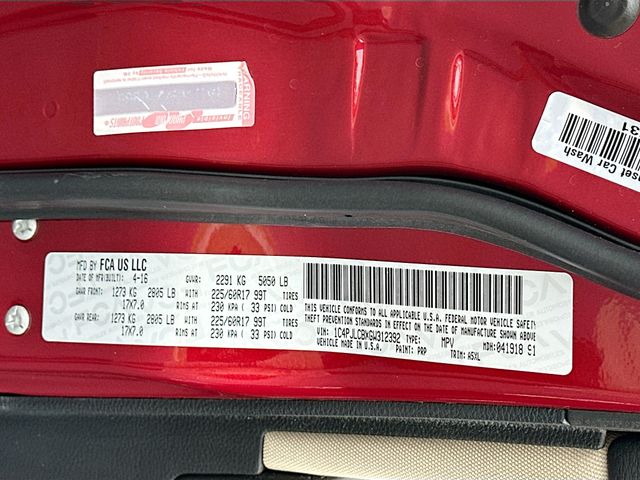 WARNING
nset Car Wash
31
MFD BY FCA US LLC
DATE OF MFR(BUILT): 4-16 GVWR: 2291 KG 5050 LB
GAWR FRONT: 1273 KG 2805 LB WITH 225/60R17 99T TIRES
17X7.0 RIMS AT 230 KPA ( 33 PSI) COLD
GAWR REAR: 1273 KG 2805 LB WITH 225/60R17 99T TIRES
17X7.0 RIMS AT 230 KPA ( 33 PSI) COLD
THIS VEHICLE CONFORMS TO ALL APPLICABLE U.S.A. FEDERAL MOTOR VEHICLE SAFETY
THEFT PREVENTION STANDARDS IN EFFECT ON THE DATE OF MANUFACTURE SHOWN ABOVE
VIN: 1C4PJLCBXGW312392 TYPE: MPV MDH:041918 91
VEHICLE MADE IN U.S.A. PAINT: PRP TRIM: A5XL